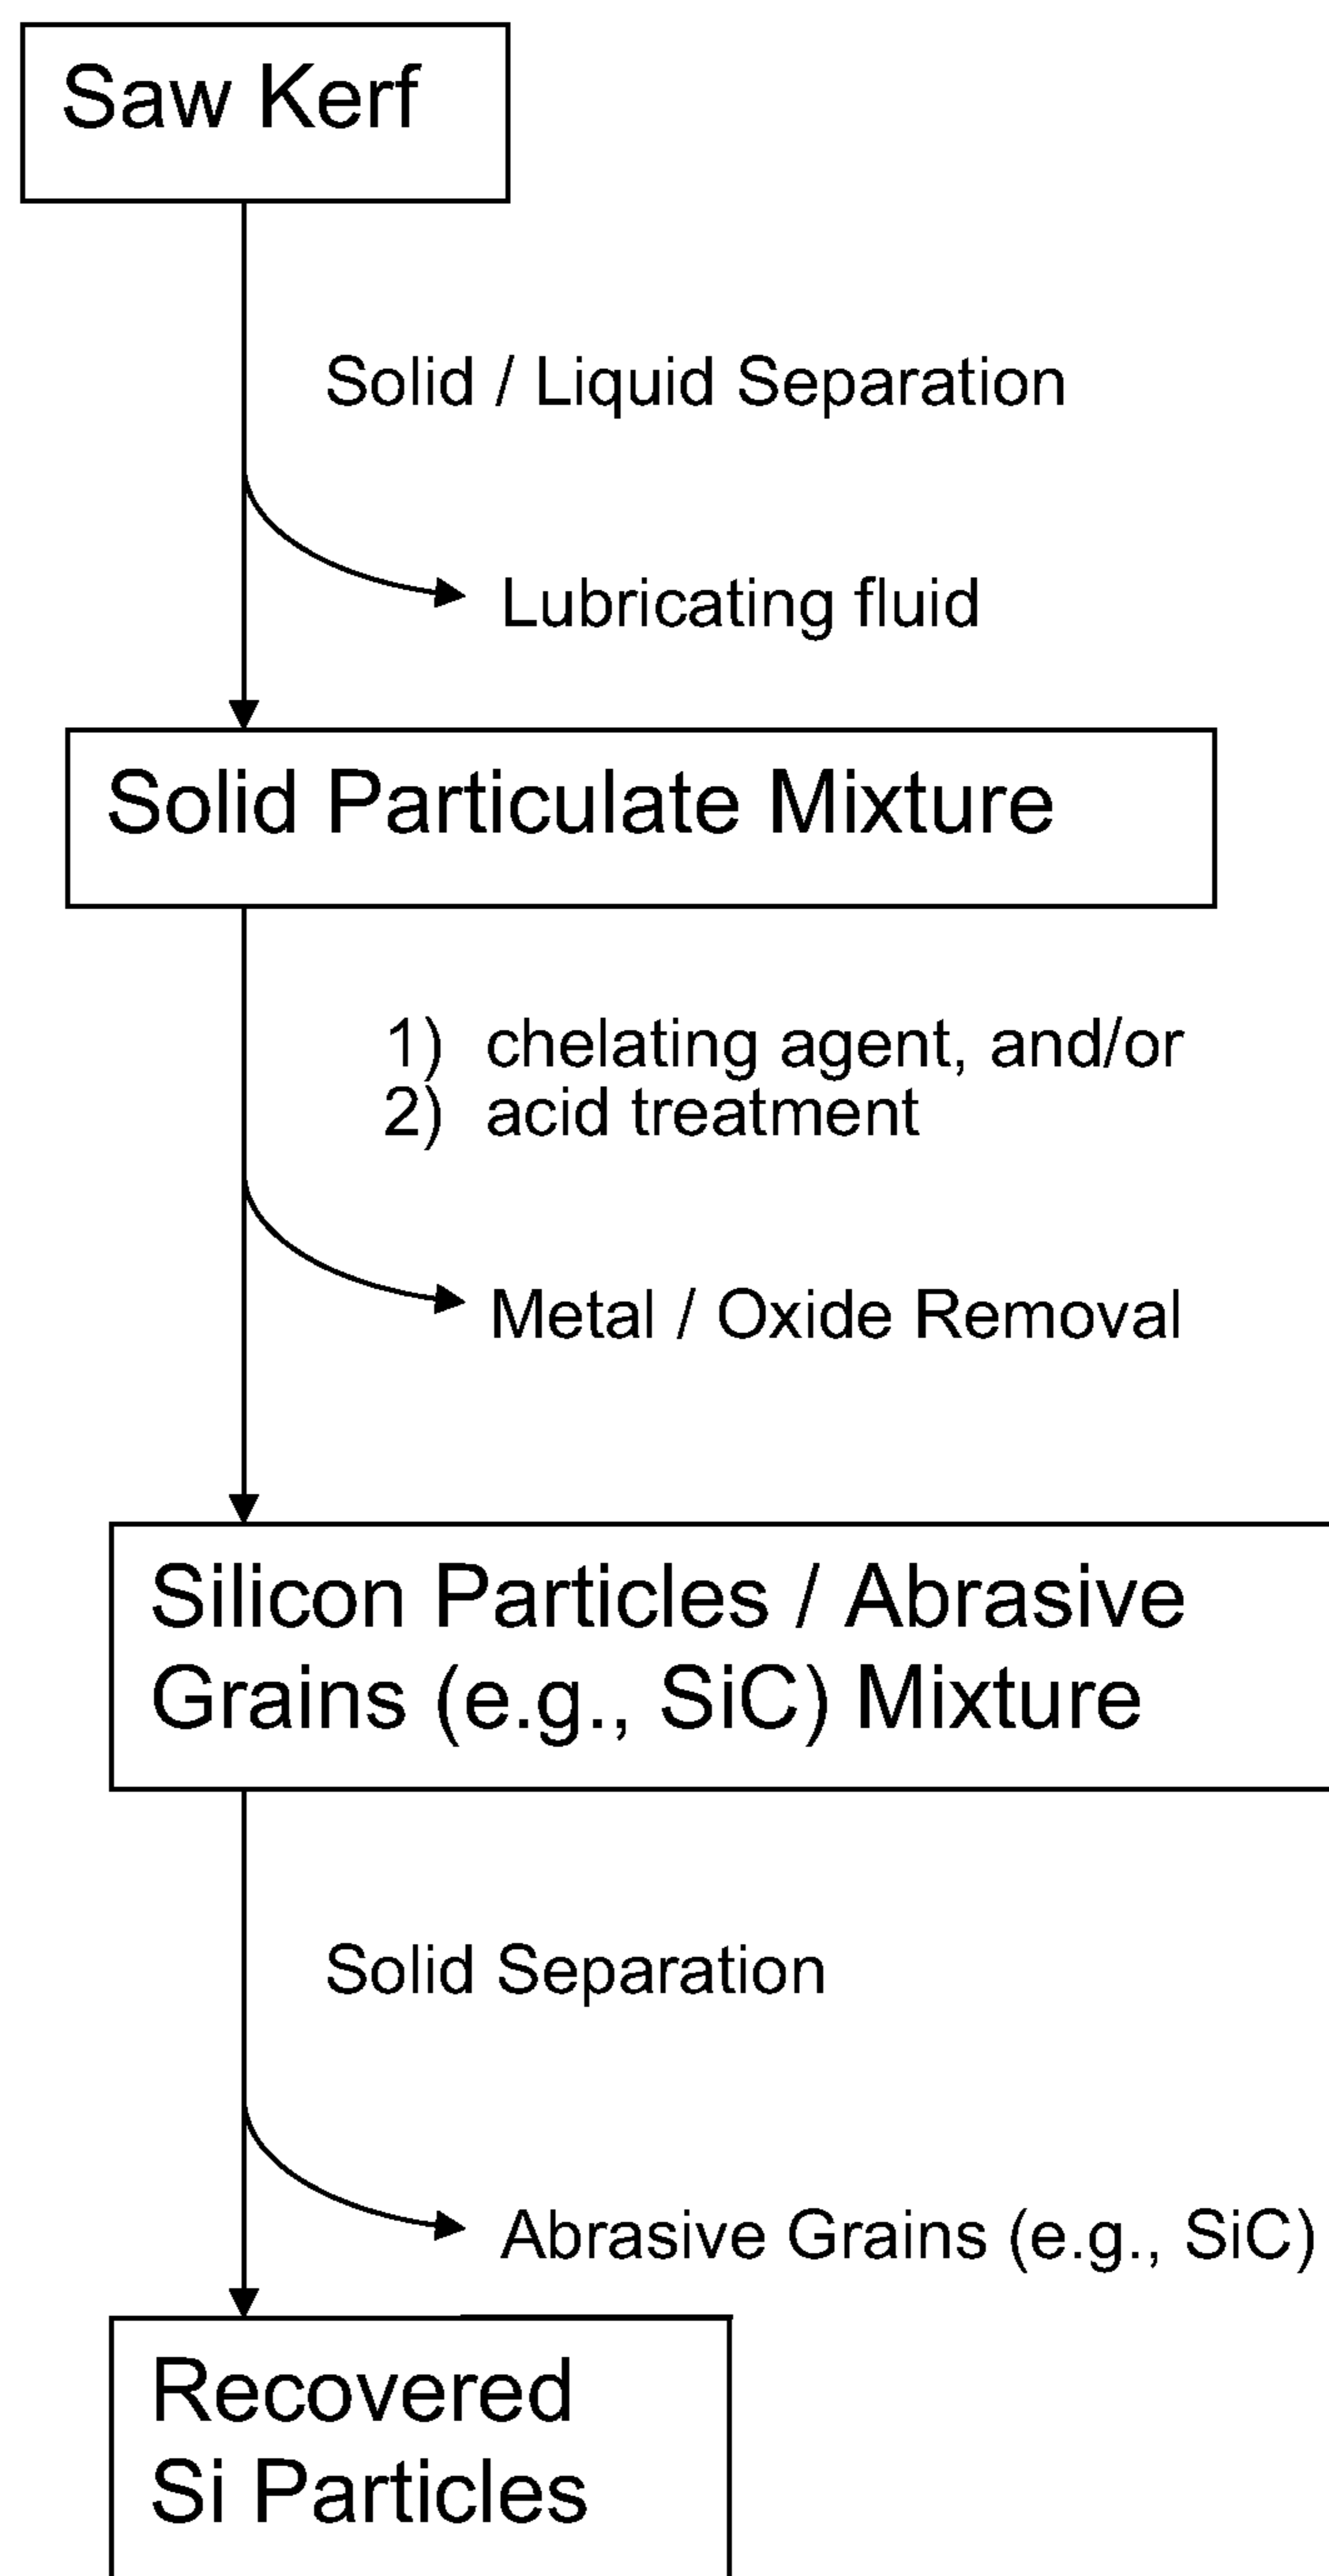 Saw Kerf
Solid / Liquid Separation
Lubricating fluid
Solid Particulate Mixture
1) chelating agent, and/or
2) acid treatment
Metal / Oxide Removal
Silicon Particles / Abrasive
Grains (e.g., SiC) Mixture
Solid Separation
Abrasive Grains (e.g., SiC)
Recovered
Si Particles